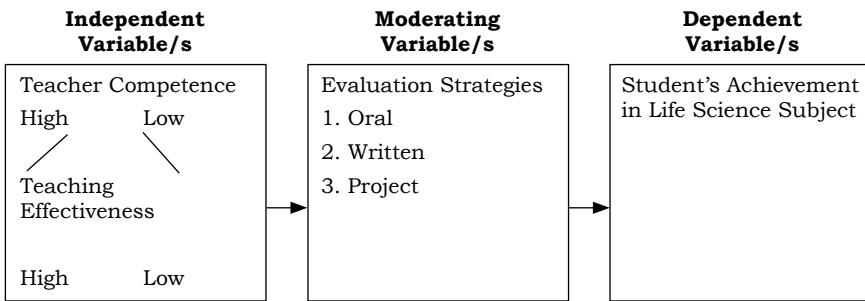 Independent
Variable/s
Moderating
Variable/s
Dependent
Variable/s
Teacher Competence
High Low
Teaching
Effectiveness
High Low
Evaluation Strategies
1. Oral
2. Written
3. Project
Student’s Achievement
in Life Science Subject